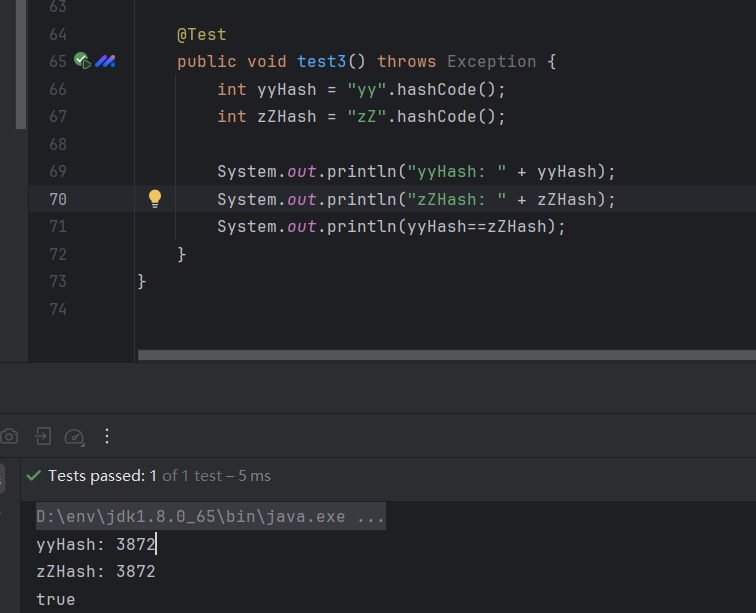 63
64 @Test
65 public void test3() throws Exception {
66 int yyHash = "yy".hashCode();
67 int zZHash = "zZ".hashCode();
68
69 System.out.println("yyHash: " + yyHash);
70 System.out.println("zZHash: " + zZHash);
71 System.out.println(yyHash==zZHash);
72 }
73 }
74
Tests passed: 1 of 1 test – 5 ms
D:\env\jdk1.8.0_65\bin\java.exe ...
yyHash: 3872
zZHash: 3872
true